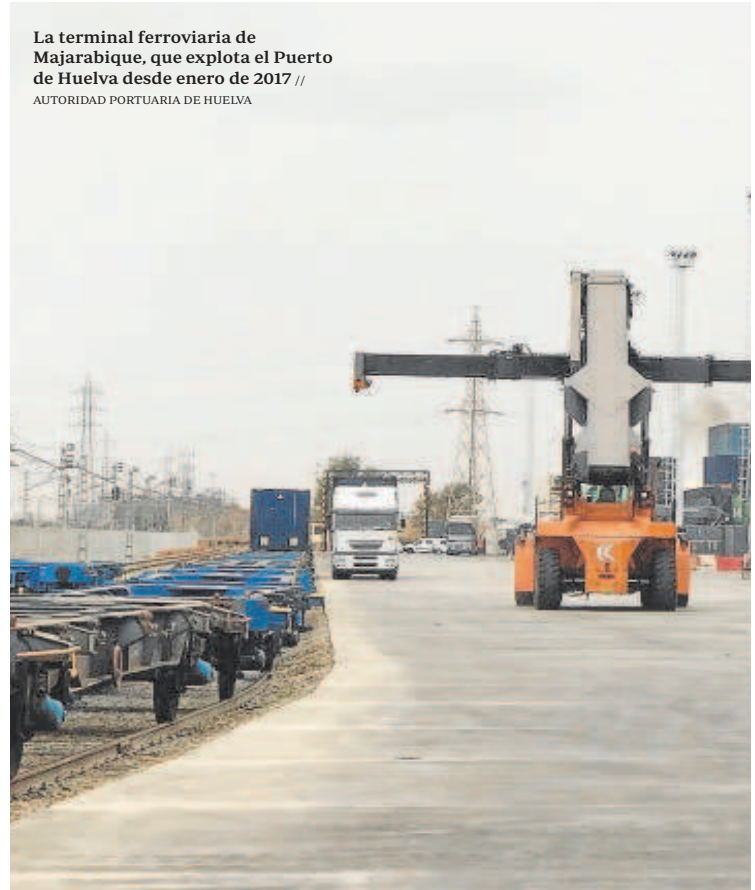 La terminal ferroviaria de
Majarabique, que explota el Puerto
de Huelva desde enero de 2017 //
AUTORIDAD PORTUARIA DE HUELVA